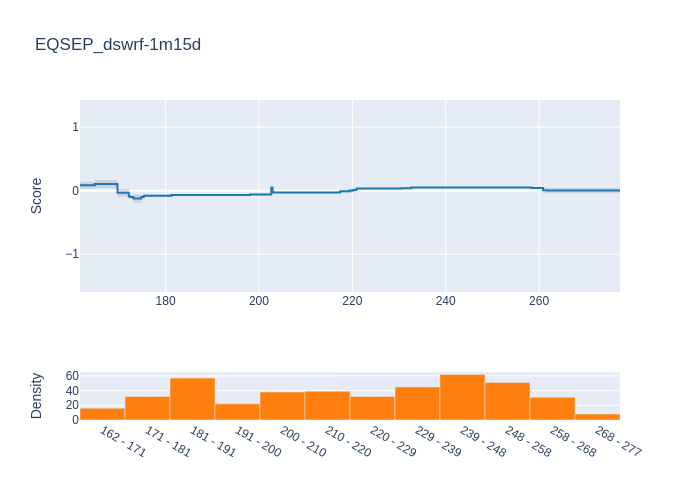 EQSEP_dswrf-1m15d
Score
1
0
−1
180
200
220
240
260
Density
60
40
20
0
162 - 171
171 - 181
181 - 191
191 - 200
200 - 210
210 - 220
220 - 229
229 - 239
239 - 248
248 - 258
258 - 268
268 - 277